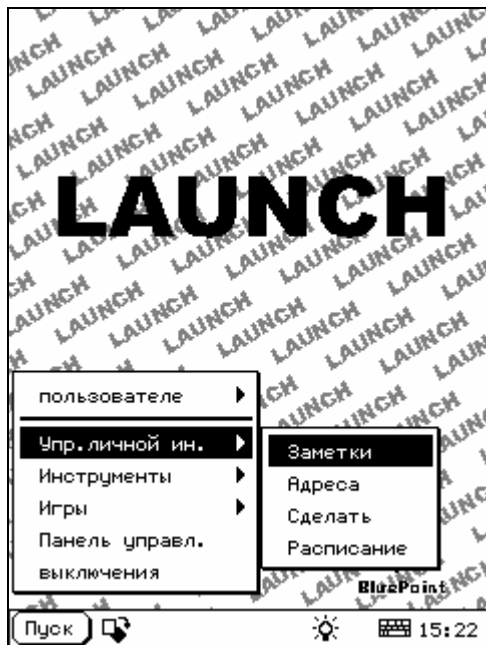 LAUNCH
пользователе
Упр.личной ин.
Инструменты
Игры
Панель управл.
выключения
Заметки
Адреса
Сделать
Расписание
BluePoint
Пуск
15:22